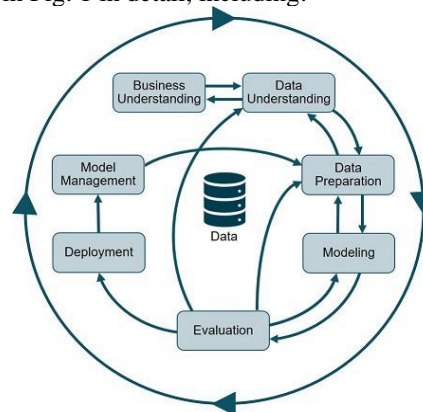 in Fig. 1 in detail, including:
Business
Understanding
Data
Understanding
Model
Management
Data
Preparation
Data
Deployment
Modeling
Evaluation